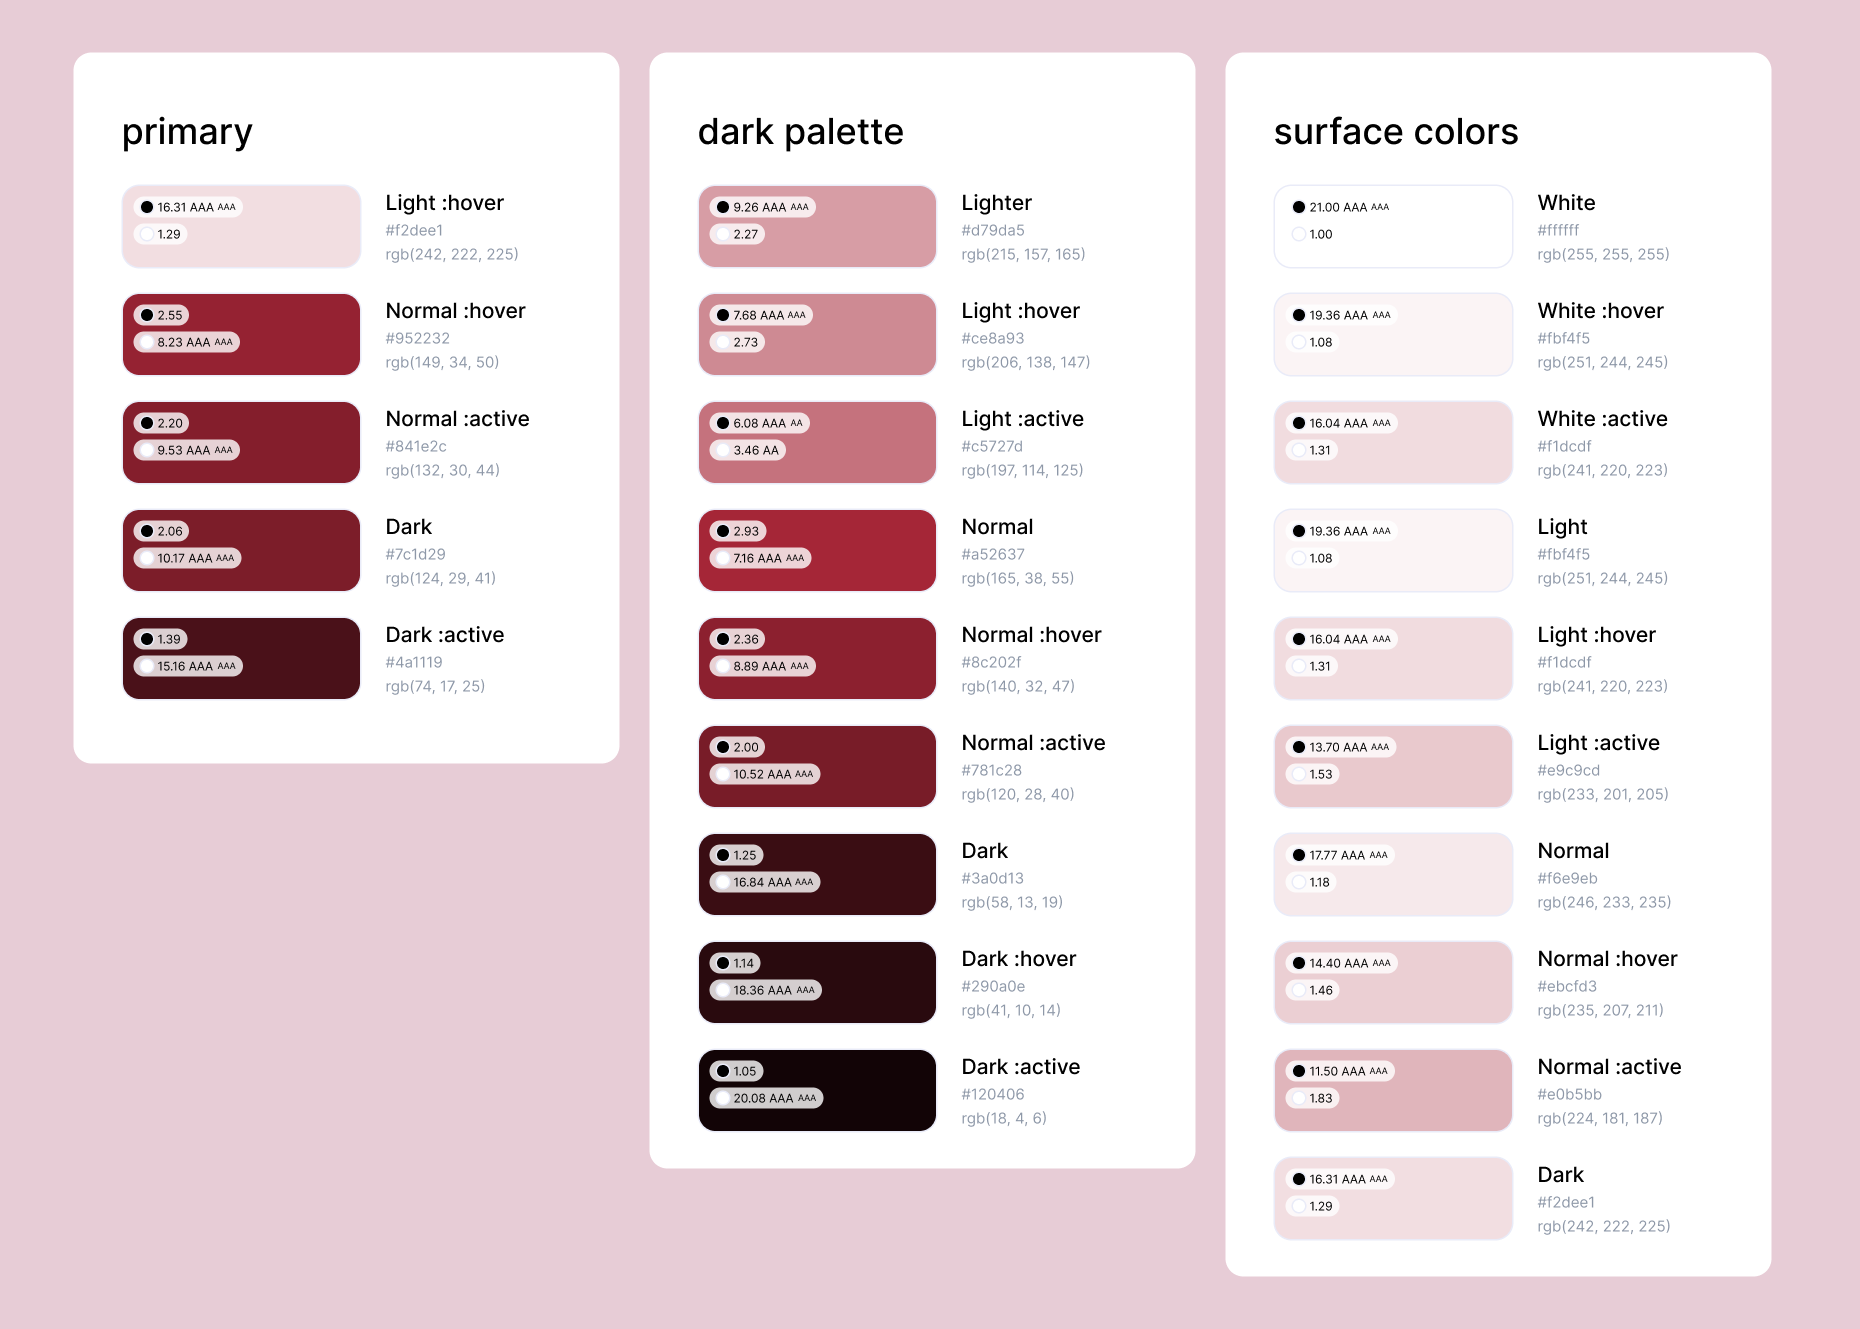 primary
16.31 AAA AAA
1.29
Light :hover
#f2dee1
rgb(242, 222, 225)
2.55
8.23 AAA AAA
Normal :hover
#952232
rgb(149, 34, 50)
2.20
9.53 AAA AAA
Normal :active
#841e2c
rgb(132, 30, 44)
2.06
10.17 AAA AAA
Dark
#7c1d29
rgb(124, 29, 41)
1.39
15.16 AAA AAA
Dark :active
#4a1119
rgb(74, 17, 25)
dark palette
9.26 AAA AAA
2.27
Lighter
#d79da5
rgb(215, 157, 165)
7.68 AAA AAA
2.73
Light :hover
#ce8a93
rgb(206, 138, 147)
6.08 AAA AA
3.46 AA
Light :active
#c5727d
rgb(197, 114, 125)
2.93
7.16 AAA AAA
Normal
#a52637
rgb(165, 38, 55)
2.36
8.89 AAA AAA
Normal :hover
#8c202f
rgb(140, 32, 47)
2.00
10.52 AAA AAA
Normal :active
#781c28
rgb(120, 28, 40)
1.25
16.84 AAA AAA
Dark
#3a0d13
rgb(58, 13, 19)
1.14
18.36 AAA AAA
Dark :hover
#290a0e
rgb(41, 10, 14)
1.05
20.08 AAA AAA
Dark :active
#120406
rgb(18, 4, 6)
surface colors
21.00 AAA AAA
1.00
White
#ffffff
rgb(255, 255, 255)
19.36 AAA AAA
1.08
White :hover
#fbf4f5
rgb(251, 244, 245)
16.04 AAA AAA
1.31
White :active
#f1dcdf
rgb(241, 220, 223)
19.36 AAA AAA
1.08
Light
#fbf4f5
rgb(251, 244, 245)
16.04 AAA AAA
1.31
Light :hover
#f1dcdf
rgb(241, 220, 223)
13.70 AAA AAA
1.53
Light :active
#e9c9cd
rgb(233, 201, 205)
17.77 AAA AAA
1.18
Normal
#f6e9eb
rgb(246, 233, 235)
14.40 AAA AAA
1.46
Normal :hover
#ebcfd3
rgb(235, 207, 211)
11.50 AAA AAA
1.83
Normal :active
#e0b5bb
rgb(224, 181, 187)
16.31 AAA AAA
1.29
Dark
#f2dee1
rgb(242, 222, 225)